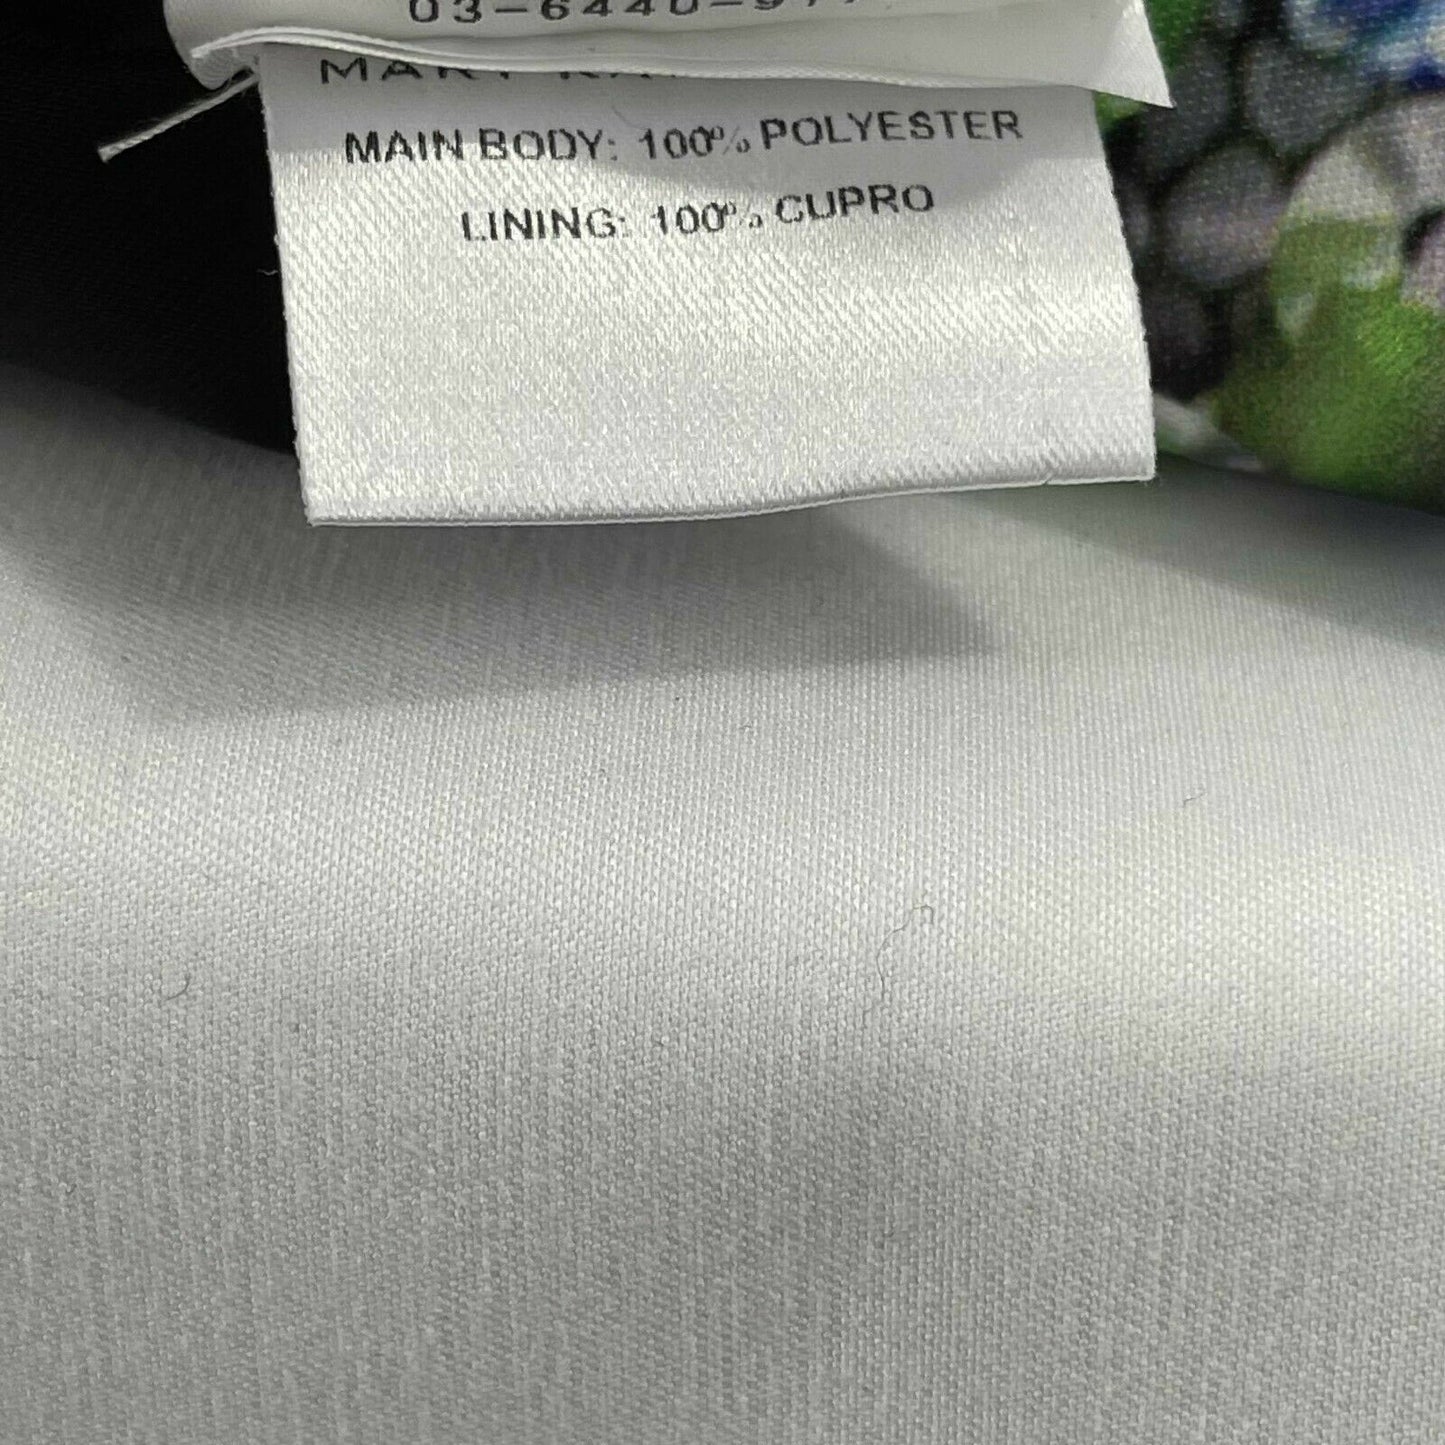 MAIN BODY: 100% POLYESTER
LINING: 100% CUPRO